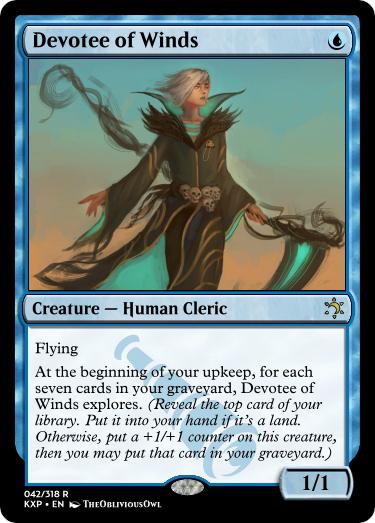 Devotee of Winds
Creature — Human Cleric
Flying
At the beginning of your upkeep, for each
seven cards in your graveyard, Devotee of
Winds explores. (Reveal the top card of your
library. Put it into your hand if it's a land.
Otherwise, put a +1/+1 counter on this creature,
then you may put that card in your graveyard.)
1/1
042/318 R
KXP • EN TheObliviousOwl